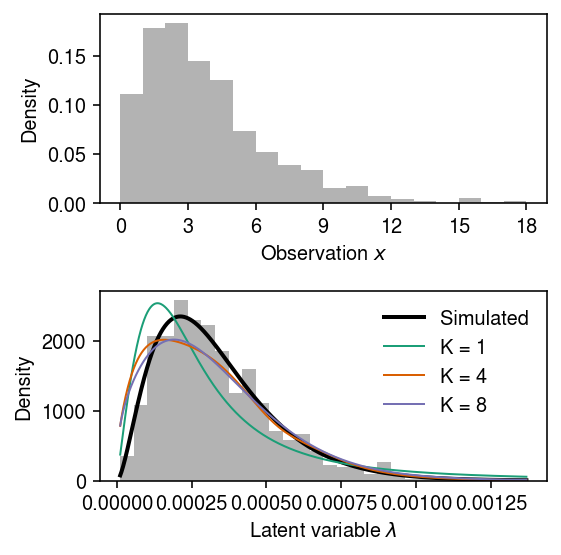 Density
0.15
0.10
0.05
0.00
0 3 6 9 12 15 18
Observation x
Density
2000
1000
0
Simulated
K = 1
K = 4
K = 8
0.00000 0.00025 0.00050 0.00075 0.00100 0.00125
Latent variable λ